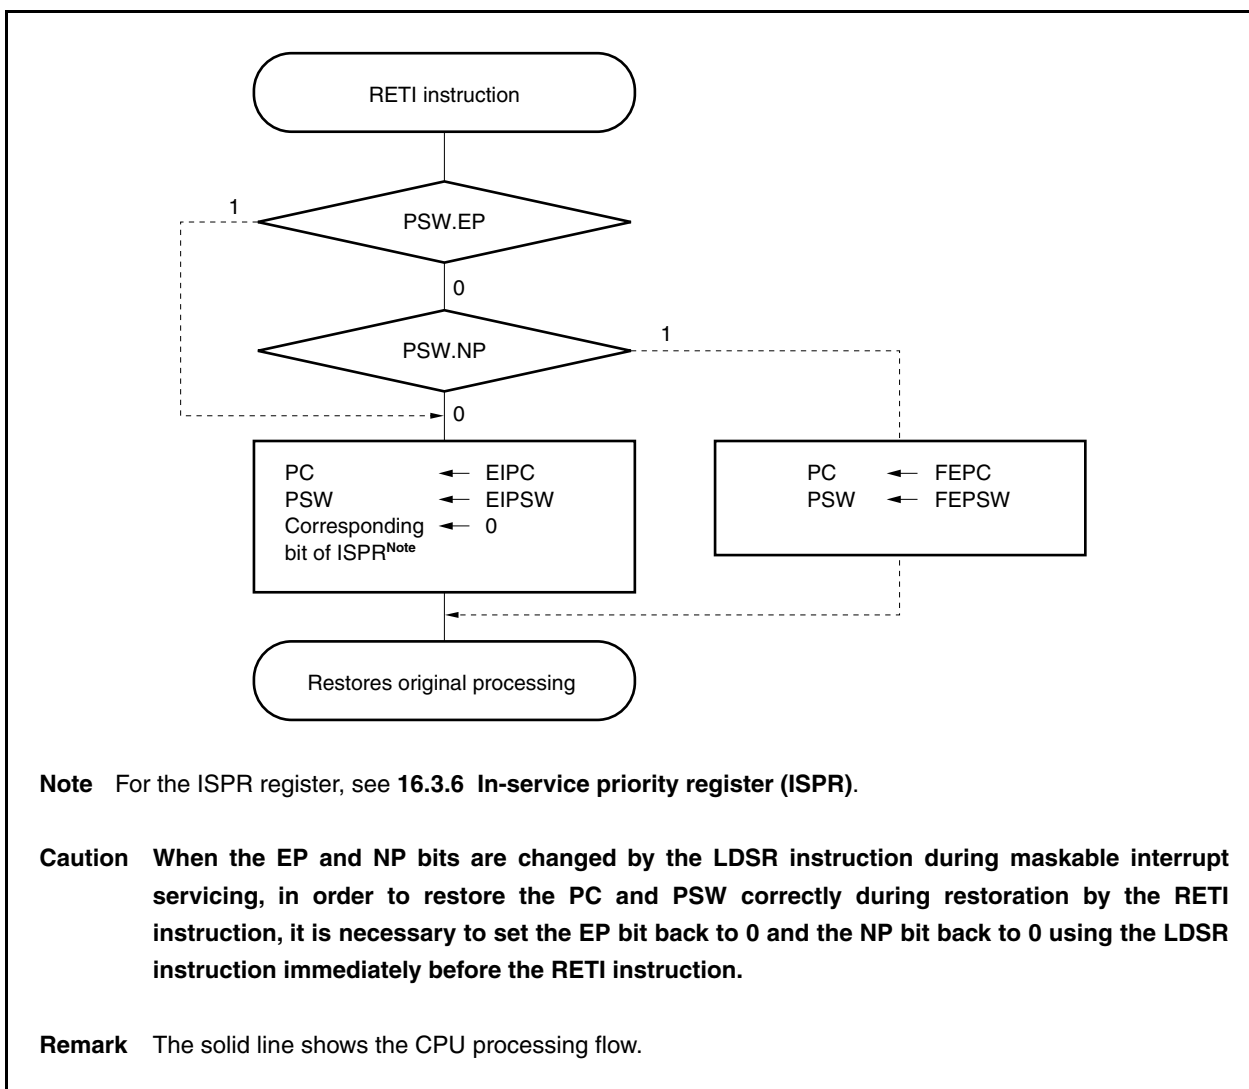 RETI instruction
1
PSW.EP
0
1
PSW.NP
0
PC ← EIPC
PSW ← EIPSW
Corresponding ← 0
bit of ISPRNote
PC ← FEPC
PSW ← FEPSW
Restores original processing
Note For the ISPR register, see 16.3.6 In-service priority register (ISPR).
Caution When the EP and NP bits are changed by the LDSR instruction during maskable interrupt
servicing, in order to restore the PC and PSW correctly during restoration by the RETI
instruction, it is necessary to set the EP bit back to 0 and the NP bit back to 0 using the LDSR
instruction immediately before the RETI instruction.
Remark The solid line shows the CPU processing flow.